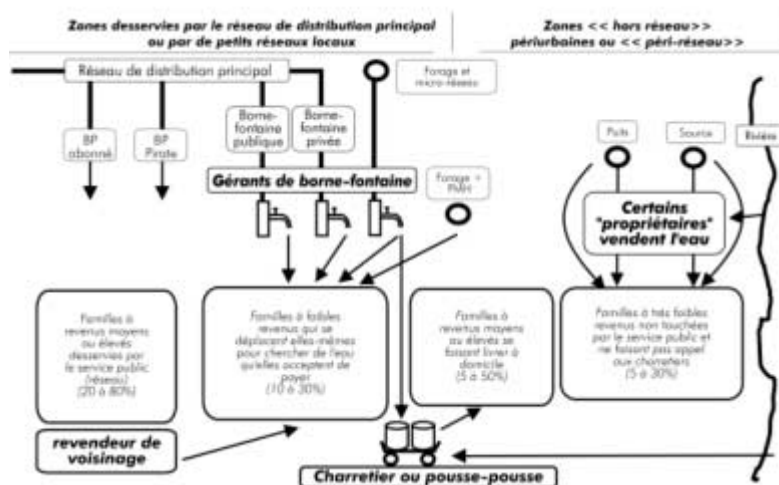 Zones desservies par le réseau de distribution principal
ou par de petits réseaux locaux
Zones << hors réseau>>
périurbaines ou << péri-réseau>>
Réseau de distribution principal
Forage et
micro-réseau
BP
abonné
BP
Pirate
Borne-
fontaine
publique
Borne-
fontaine
privée
Puits
Source
Rivière
Gérants de borne-fontaine
Forage +
PMH
Certains
"propriétaires"
vendent l'eau
Familles à
revenus moyens
ou élevés
desservies par
le service public
(réseau)
(20 à 80%)
Familles à faibles
revenus qui se
déplacent elles-mêmes
pour chercher de l'eau
qu'elles acceptent de
payer
(10 à 30%)
Familles à
revenus moyens
ou élevés se
faisant livrer à
domicile
(5 à 50%)
Familles à très faibles
revenus non touchées
par le service public et
ne faisant pas appel
aux charretiers
(5 à 30%)
revendeur de
voisinage
Charretier ou pousse-pousse